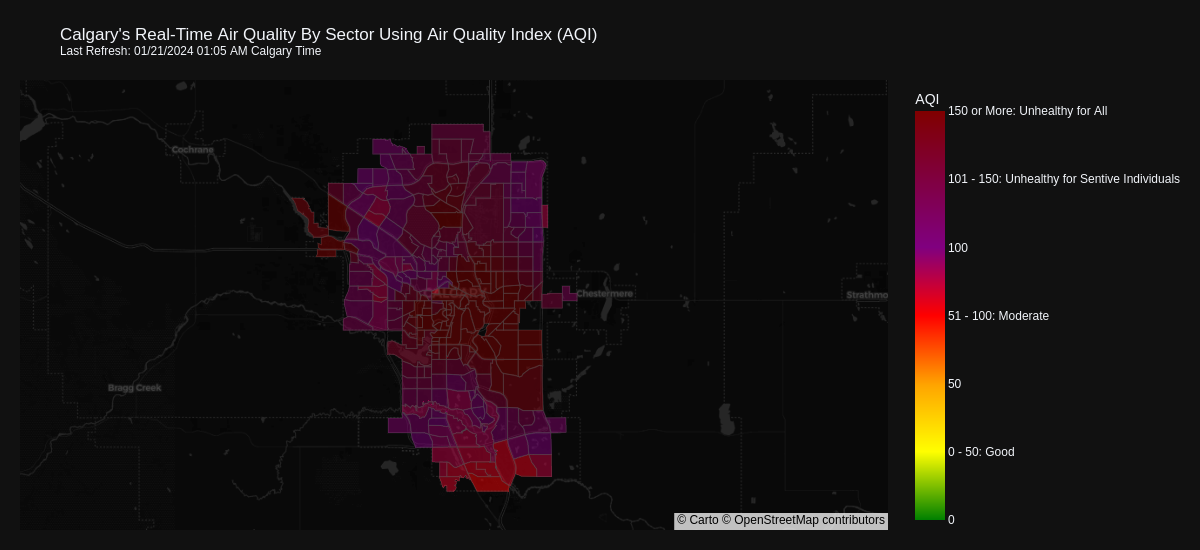 Calgary's Real-Time Air Quality By Sector Using Air Quality Index (AQI)
Last Refresh: 01/21/2024 01:05 AM Calgary Time
AQI
150 or More: Unhealthy for All
101 - 150: Unhealthy for Sentive Individuals
100
51 - 100: Moderate
50
0 - 50: Good
0
Cochrane
CALGARY
Chestermere
Strathmo
Bragg Creek
© Carto © OpenStreetMap contributors